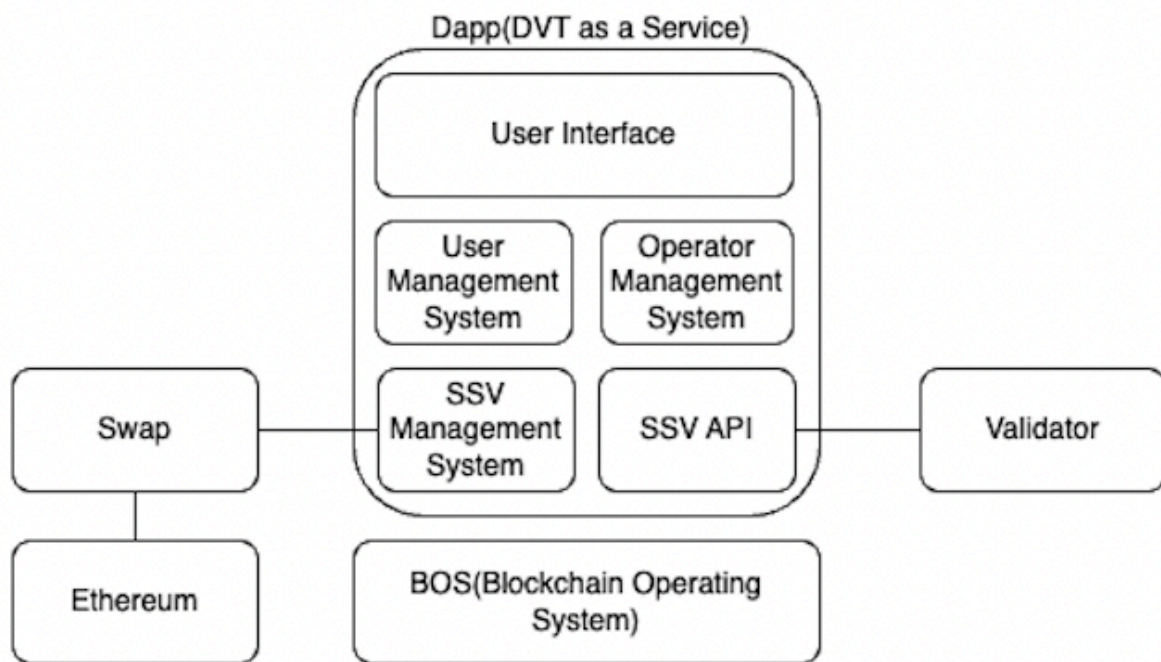 Dapp(DVT as a Service)
User Interface
User
Management
System
Operator
Management
System
Swap
SSV
Management
System
SSV API
Validator
Ethereum
BOS(Blockchain Operating
System)